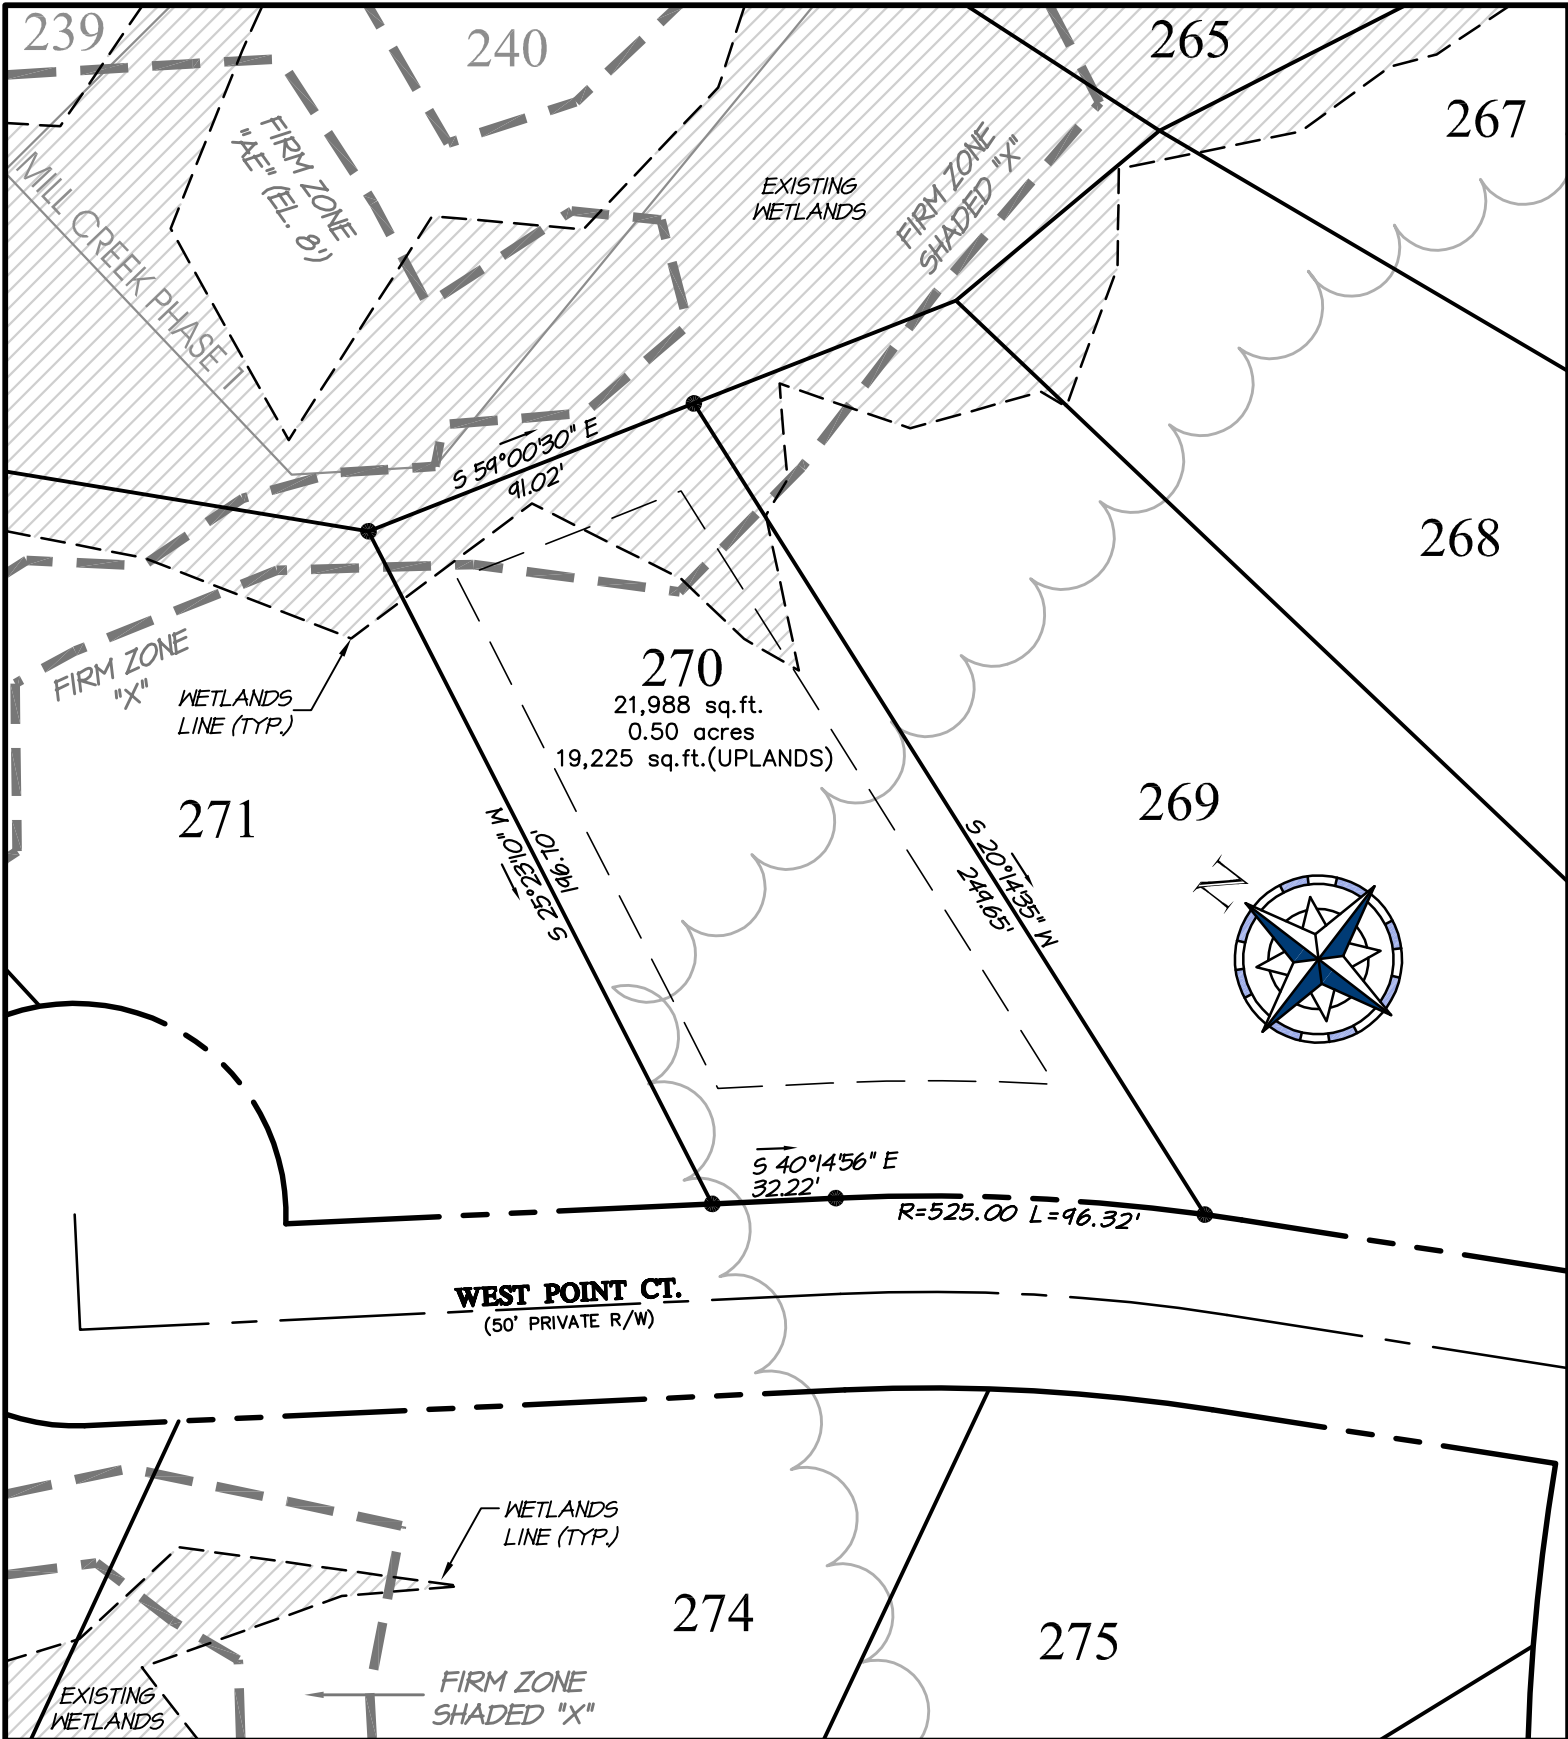 239
240
265
267
FIRM ZONE
"AE" (EL. 8')
EXISTING
WETLANDS
FIRM ZONE
SHADED "X"
MILL CREEK PHASE 1
S 59°00'30" E
91.02'
268
FIRM ZONE
"X"
WETLANDS
LINE (TYP.)
270
21,988 sq.ft.
0.50 acres
19,225 sq.ft.(UPLANDS)
271
269
S 25°23'10" W
196.70'
S 20°14'35" W
249.65'
N
S 40°14'56" E
32.22'
R=525.00 L=96.32'
WEST POINT CT.
(50' PRIVATE R/W)
WETLANDS
LINE (TYP.)
274
275
EXISTING
WETLANDS
FIRM ZONE
SHADED "X"